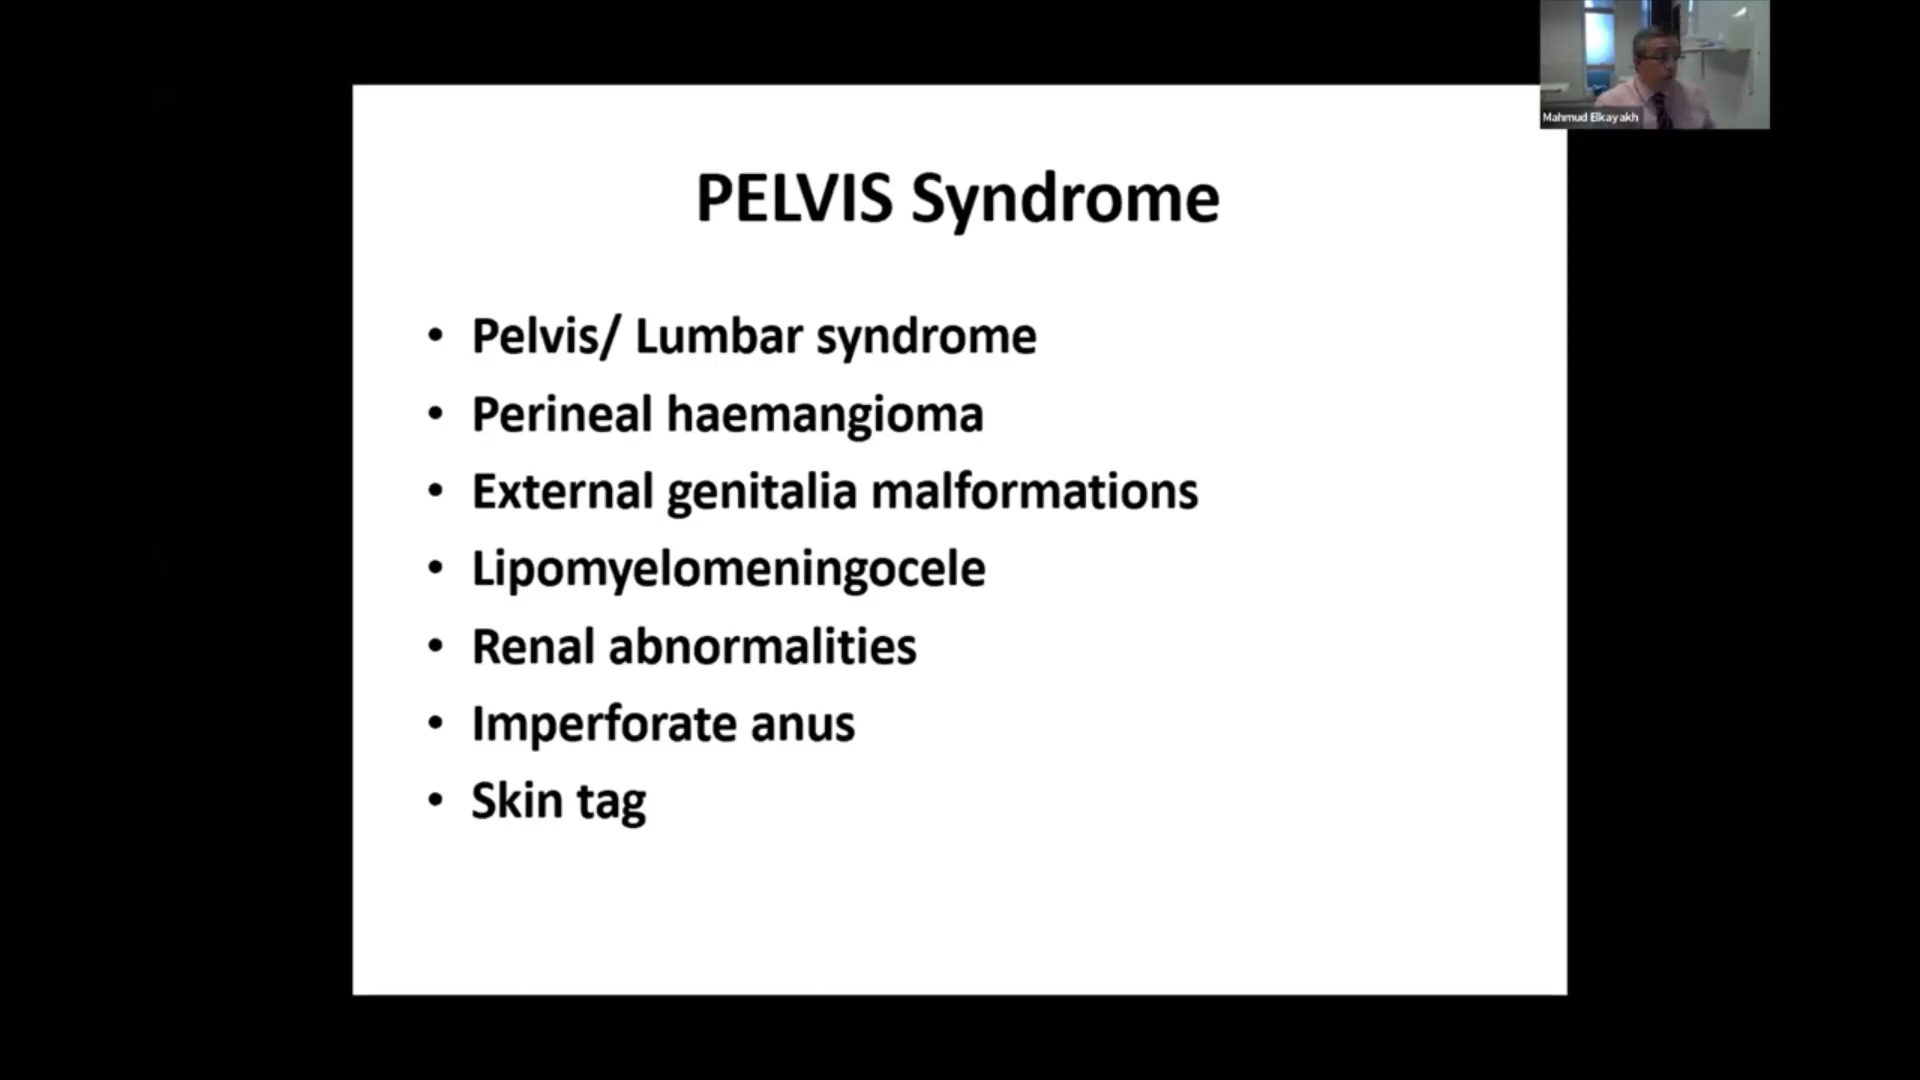 Mahmud Elkayakh
PELVIS Syndrome
• Pelvis/ Lumbar syndrome
• Perineal haemangioma
• External genitalia malformations
• Lipomyelomeningocele
• Renal abnormalities
• Imperforate anus
• Skin tag